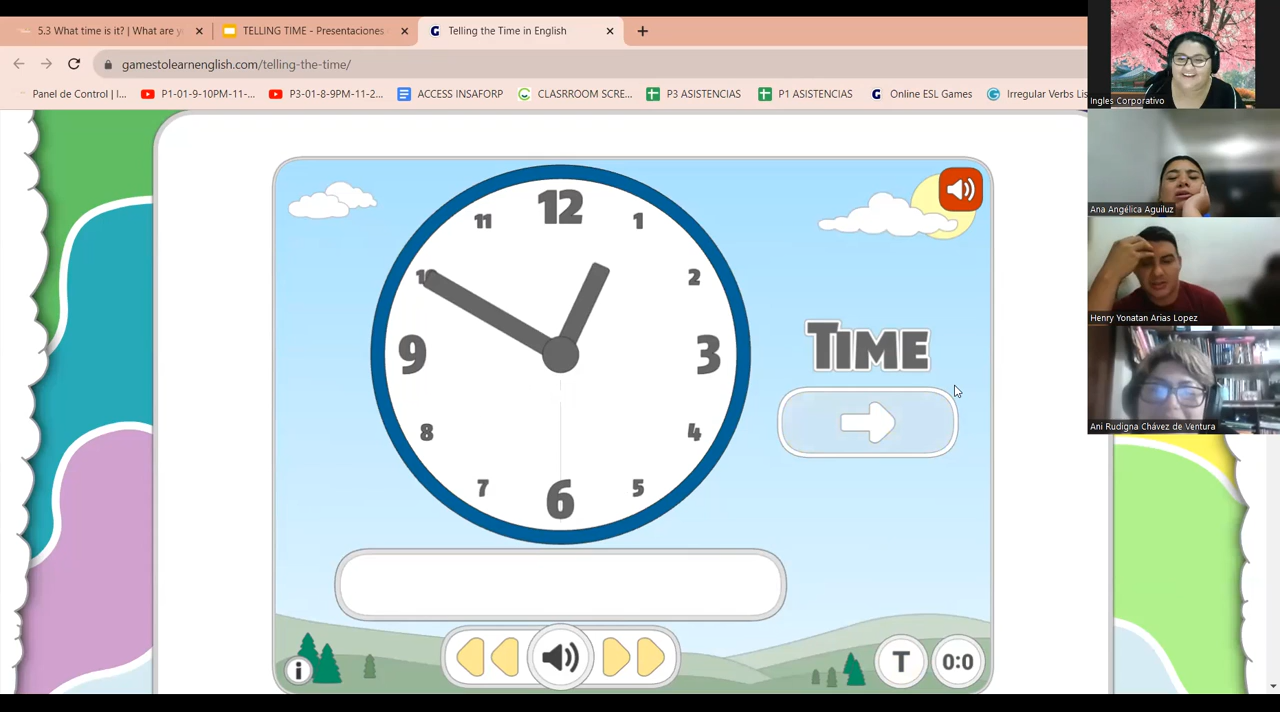 5.3 What time is it? | What are y
TELLING TIME - Presentaciones
Telling the Time in English
gamestolearnenglish.com/telling-the-time/
Panel de Control | I...
P1-01-9-10PM-11-...
P3-01-8-9PM-11-2...
ACCESS INSAFORP
CLASRROOM SCRE...
P3 ASISTENCIAS
P1 ASISTENCIAS
Online ESL Games
Irregular Verbs Lis
Ingles Corporativo
Ana Angélica Aguiluz
Henry Yonatan Arias Lopez
Ani Rudigna Chávez de Ventura
12
11
1
10
2
9
3
8
4
7
5
6
TIME
i
T
0:0